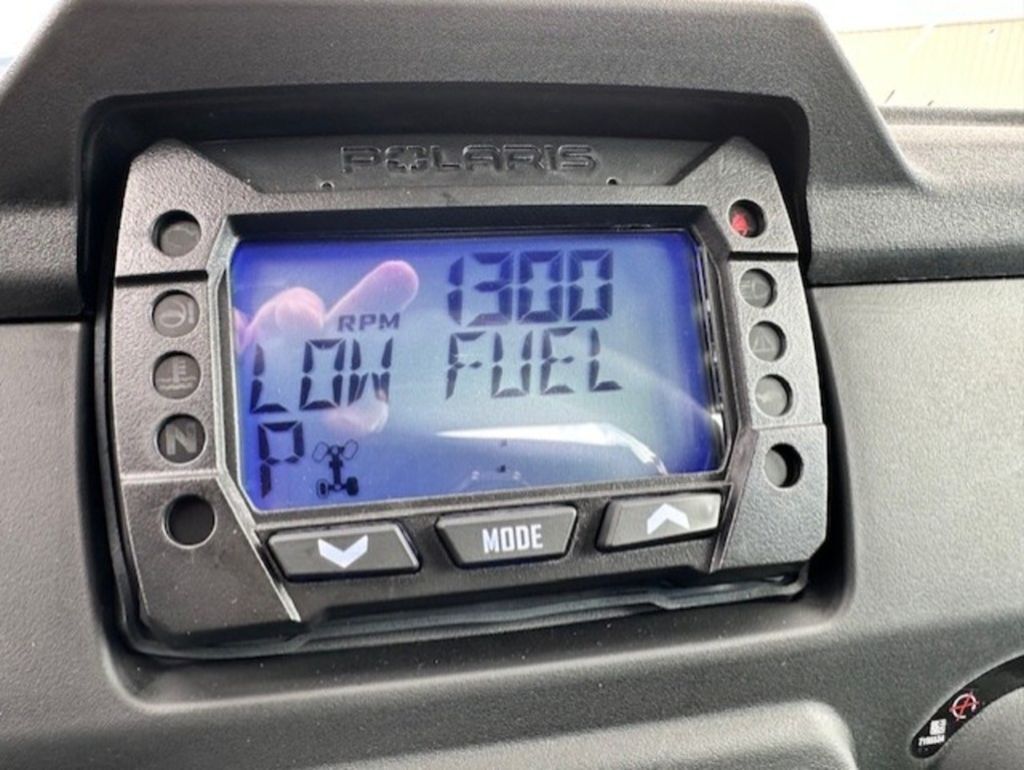 POLARIS
1300
RPM
LOW FUEL
N
P
MODE